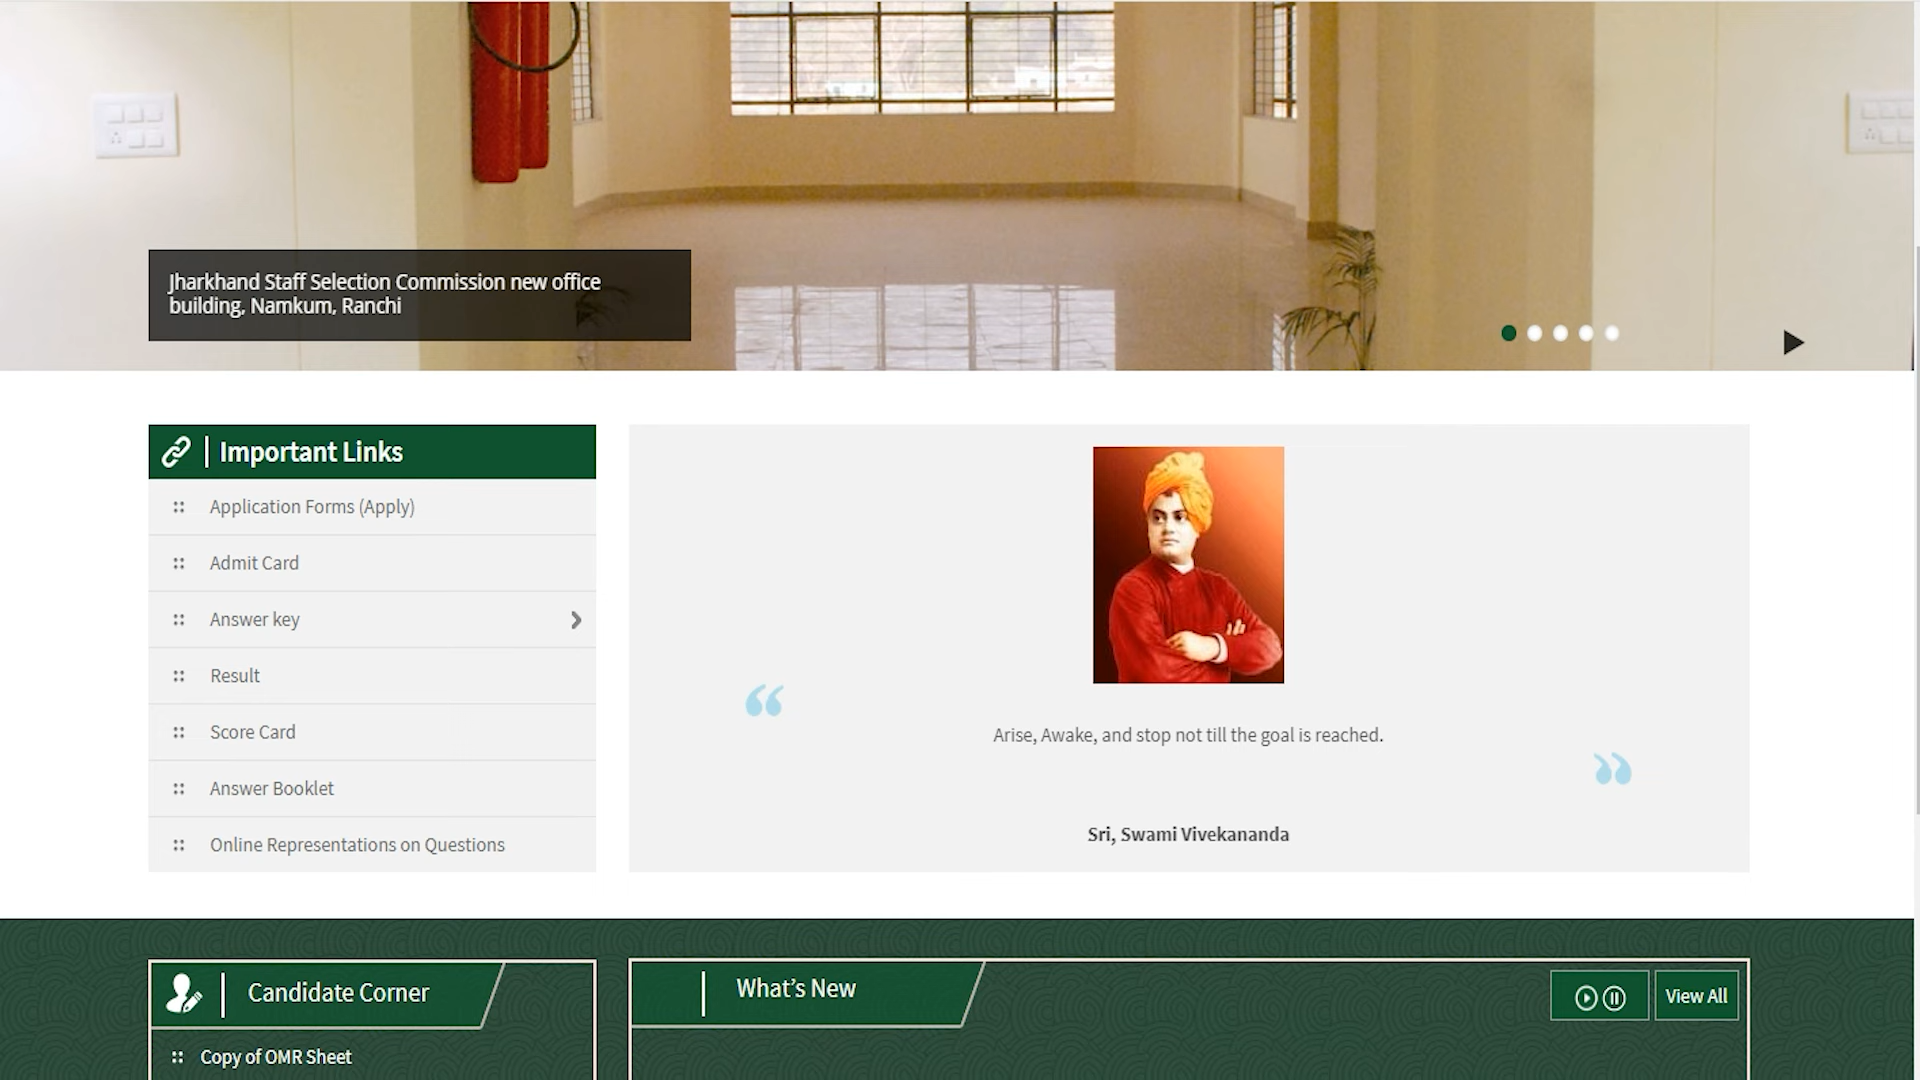 Jharkhand Staff Selection Commission new office
building, Namkum, Ranchi
Important Links
Application Forms (Apply)
Admit Card
Answer key
Result
Score Card
Answer Booklet
Online Representations on Questions
“
Arise, Awake, and stop not till the goal is reached.
”
Sri, Swami Vivekananda
Candidate Corner
Copy of OMR Sheet
What’s New
View All